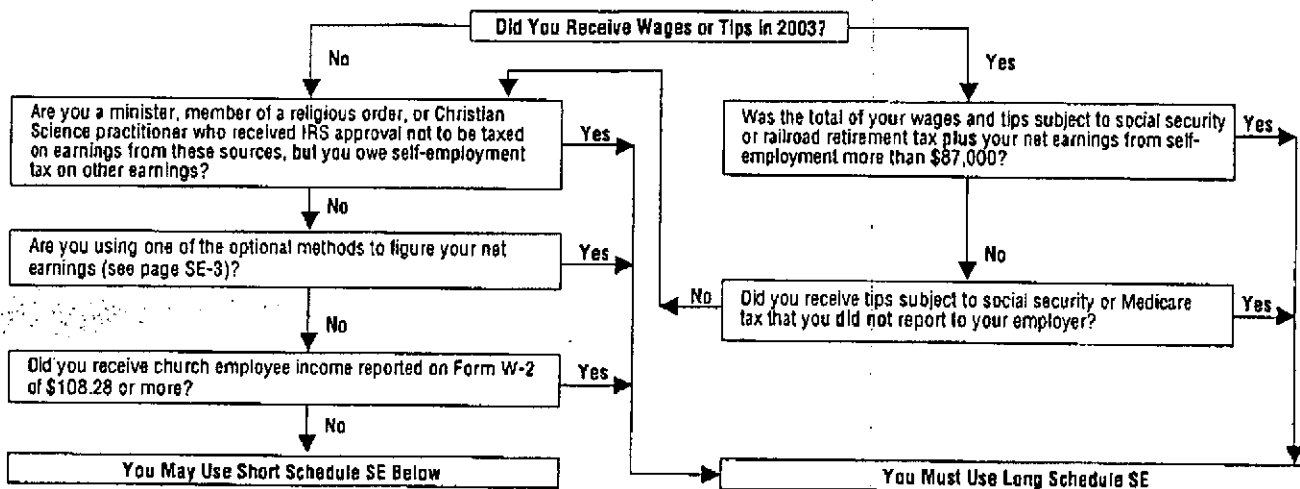 Did You Receive Wages or Tips in 2003?
No
Yes
Are you a minister, member of a religious order, or Christian
Science practitioner who received IRS approval not to be taxed
on earnings from these sources, but you owe self-employment
tax on other earnings?
Yes
Was the total of your wages and tips subject to social security
or railroad retirement tax plus your net earnings from self-
employment more than $87,000?
Yes
No
Are you using one of the optional methods to figure your net
earnings (see page SE-3)?
Yes
No
No
Did you receive tips subject to social security or Medicare
tax that you did not report to your employer?
Yes
No
Did you receive church employee income reported on Form W-2
of $108.28 or more?
Yes
No
You May Use Short Schedule SE Below
You Must Use Long Schedule SE